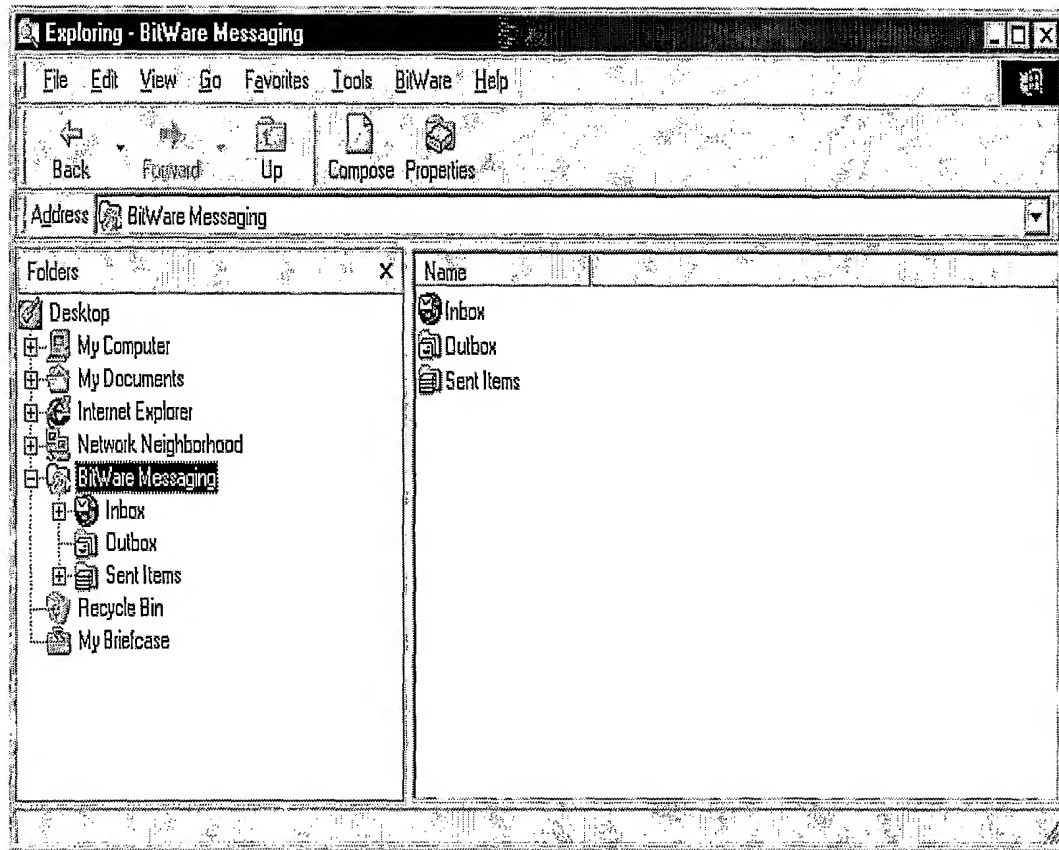 Exploring - BitWare Messaging
File Edit View Go Favorites Tools BitWare Help
Back Forward Up Compose Properties
Address BitWare Messaging
Folders
Desktop
My Computer
My Documents
Internet Explorer
Network Neighborhood
BitWare Messaging
Inbox
Outbox
Sent Items
Recycle Bin
My Briefcase
Name
Inbox
Outbox
Sent Items